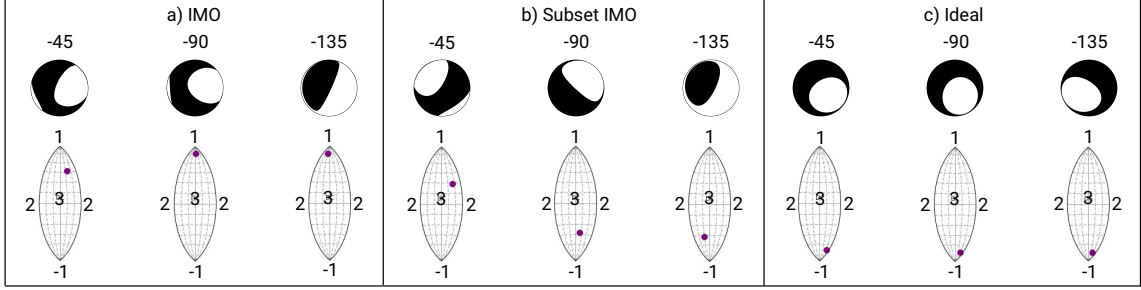 a) IMO
b) Subset IMO
c) Ideal
-45 -90 -135 -45 -90 -135 -45 -90 -135
1 1 1 1 1 1 1 1 1
2 3 2 2 3 2 2 3 2 2 3 2 2 3 2 2 3 2 2 3 2 2 3 2 2 3 2
-1 -1 -1 -1 -1 -1 -1 -1 -1